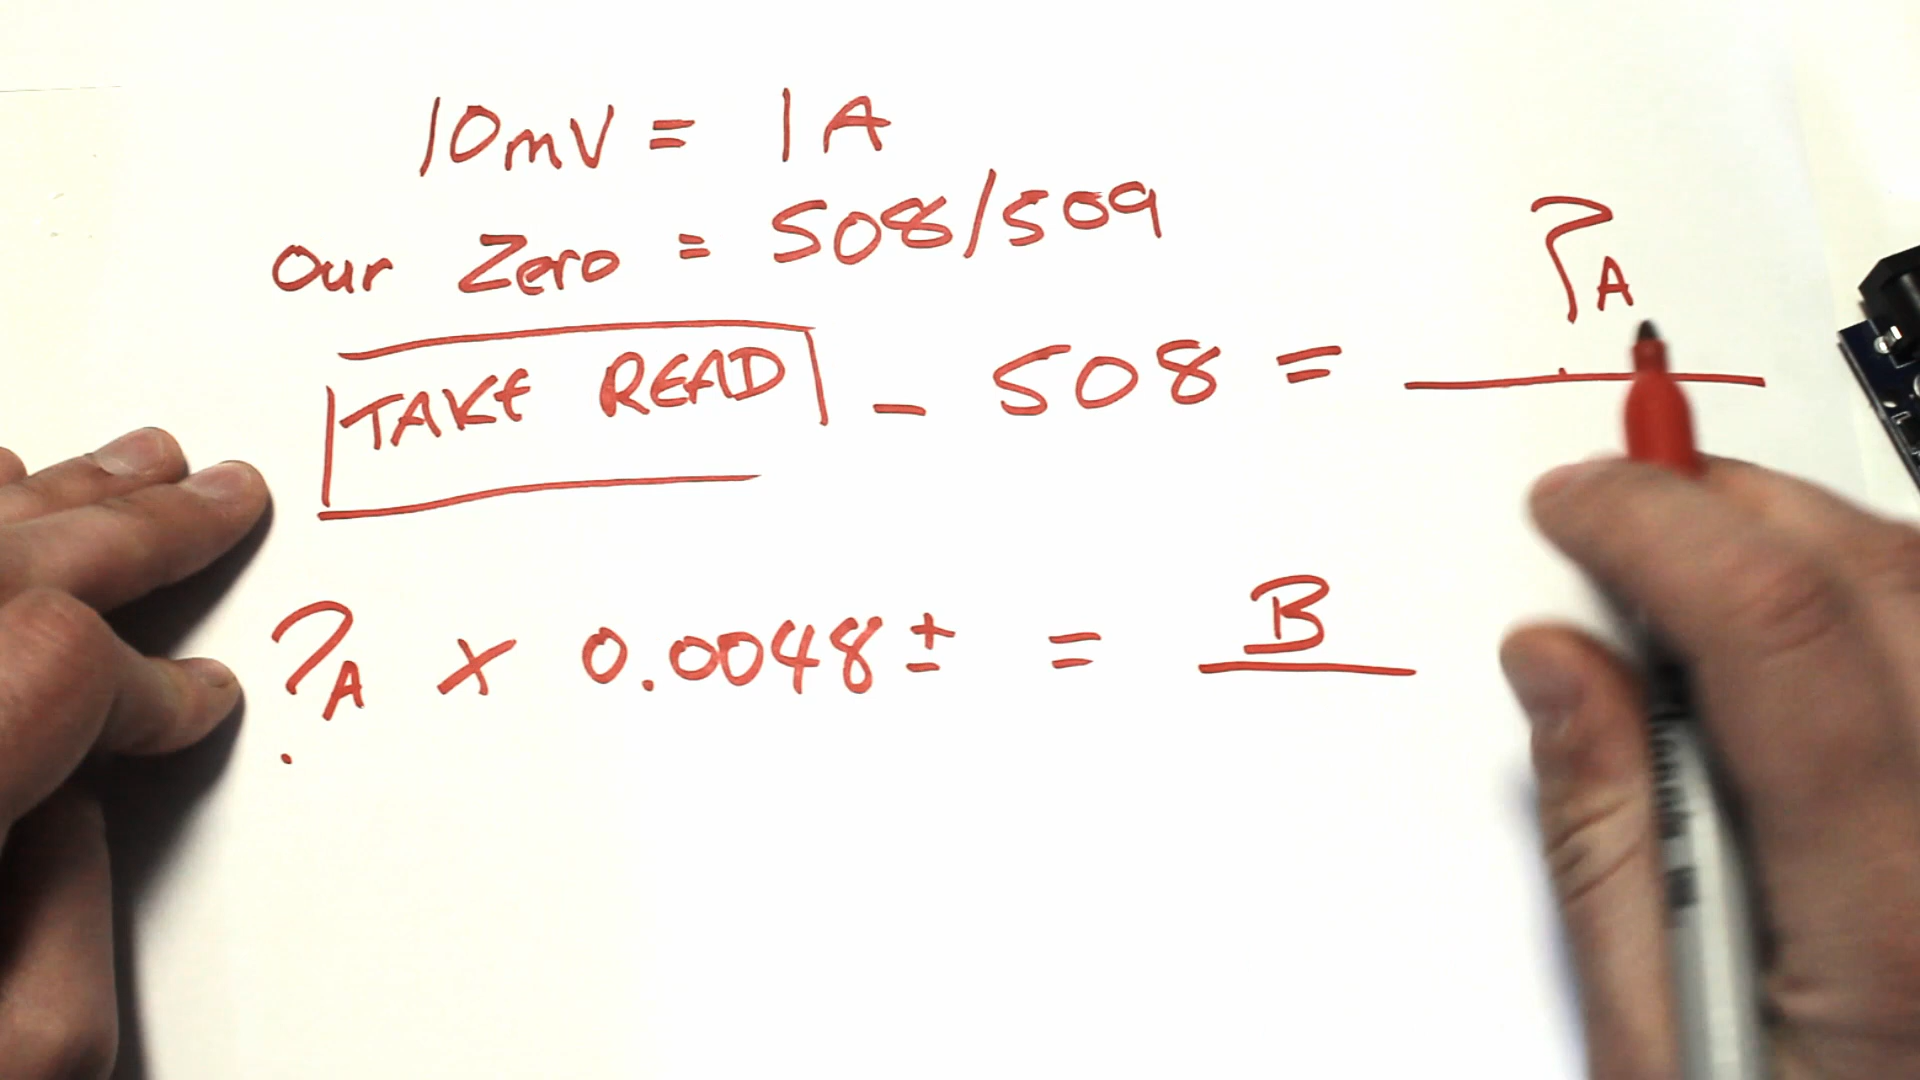 10mV = 1A
Our Zero = 508/509
TAKE READ - 508 = ?A
?A x 0.0048± = B